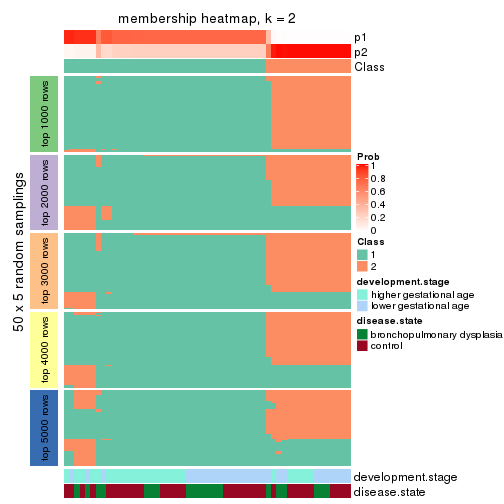 membership heatmap, k = 2
p1
p2
Class
50 x 5 random samplings
top 1000 rows
top 2000 rows
top 3000 rows
top 4000 rows
top 5000 rows
Prob
1
0.8
0.6
0.4
0.2
0
Class
1
2
development.stage
higher gestational age
lower gestational age
disease.state
bronchopulmonary dysplasia
control
development.stage
disease.state